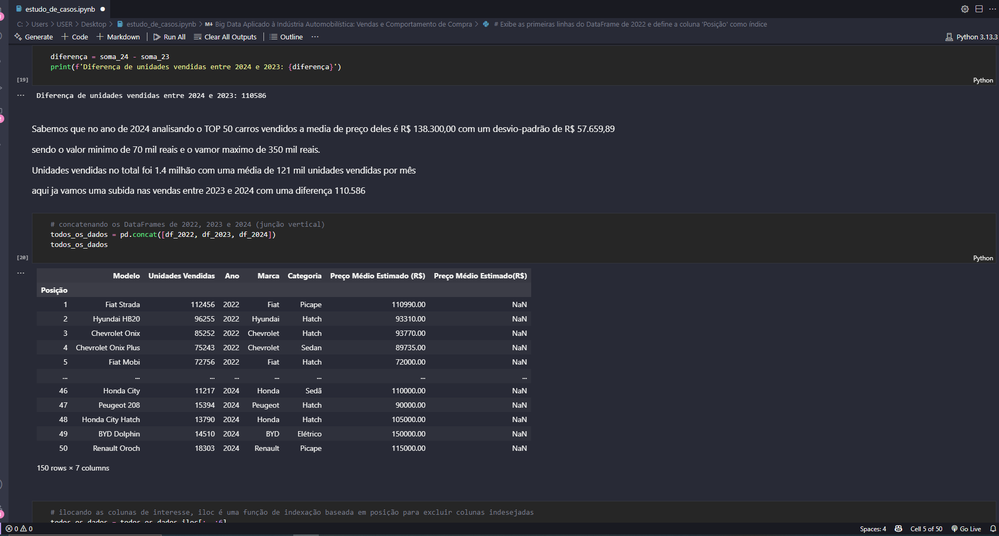 estudo_de_casos.ipynb
C: > Users > USER > Desktop > estudo_de_casos.ipynb > M↓ Big Data Aplicado à Indústria Automobilística: Vendas e Comportamento de Compra > # Exibe as primeiras linhas do DataFrame de 2022 e define a coluna 'Posição' como índice
Generate + Code + Markdown | Run All Clear All Outputs | Outline ... Python 3.13.3
diferença = soma_24 - soma_23
print(f'Diferença de unidades vendidas entre 2024 e 2023: {diferença}')
[19] Python
... Diferença de unidades vendidas entre 2024 e 2023: 110586
Sabemos que no ano de 2024 analisando o TOP 50 carros vendidos a media de preço deles é R$ 138.300,00 com um desvio-padrão de R$ 57.659,89
sendo o valor minimo de 70 mil reais e o vamor maximo de 350 mil reais.
Unidades vendidas no total foi 1.4 milhão com uma média de 121 mil unidades vendidas por mês
aqui ja vamos uma subida nas vendas entre 2023 e 2024 com uma diferença 110.586
# concatenando os DataFrames de 2022, 2023 e 2024 (junção vertical)
todos_os_dados = pd.concat([df_2022, df_2023, df_2024])
todos_os_dados
[20] Python
...
Modelo Unidades Vendidas Ano Marca Categoria Preço Médio Estimado (R$) Preço Médio Estimado(R$)
Posição
1 Fiat Strada 112456 2022 Fiat Picape 110990.00 NaN
2 Hyundai HB20 96255 2022 Hyundai Hatch 93310.00 NaN
3 Chevrolet Onix 85252 2022 Chevrolet Hatch 93770.00 NaN
4 Chevrolet Onix Plus 75243 2022 Chevrolet Sedan 89735.00 NaN
5 Fiat Mobi 72756 2022 Fiat Hatch 72000.00 NaN
... ... ... ... ... ... ... ...
46 Honda City 11217 2024 Honda Sedã 110000.00 NaN
47 Peugeot 208 15394 2024 Peugeot Hatch 90000.00 NaN
48 Honda City Hatch 13790 2024 Honda Hatch 105000.00 NaN
49 BYD Dolphin 14510 2024 BYD Elétrico 150000.00 NaN
50 Renault Oroch 18303 2024 Renault Picape 115000.00 NaN
150 rows × 7 columns
# ilocando as colunas de interesse, iloc é uma função de indexação baseada em posição para excluir colunas indesejadas
todos_os_dados = todos_os_dados.iloc[:, :6]
0 0 Spaces: 4 Cell 5 of 50 Go Live